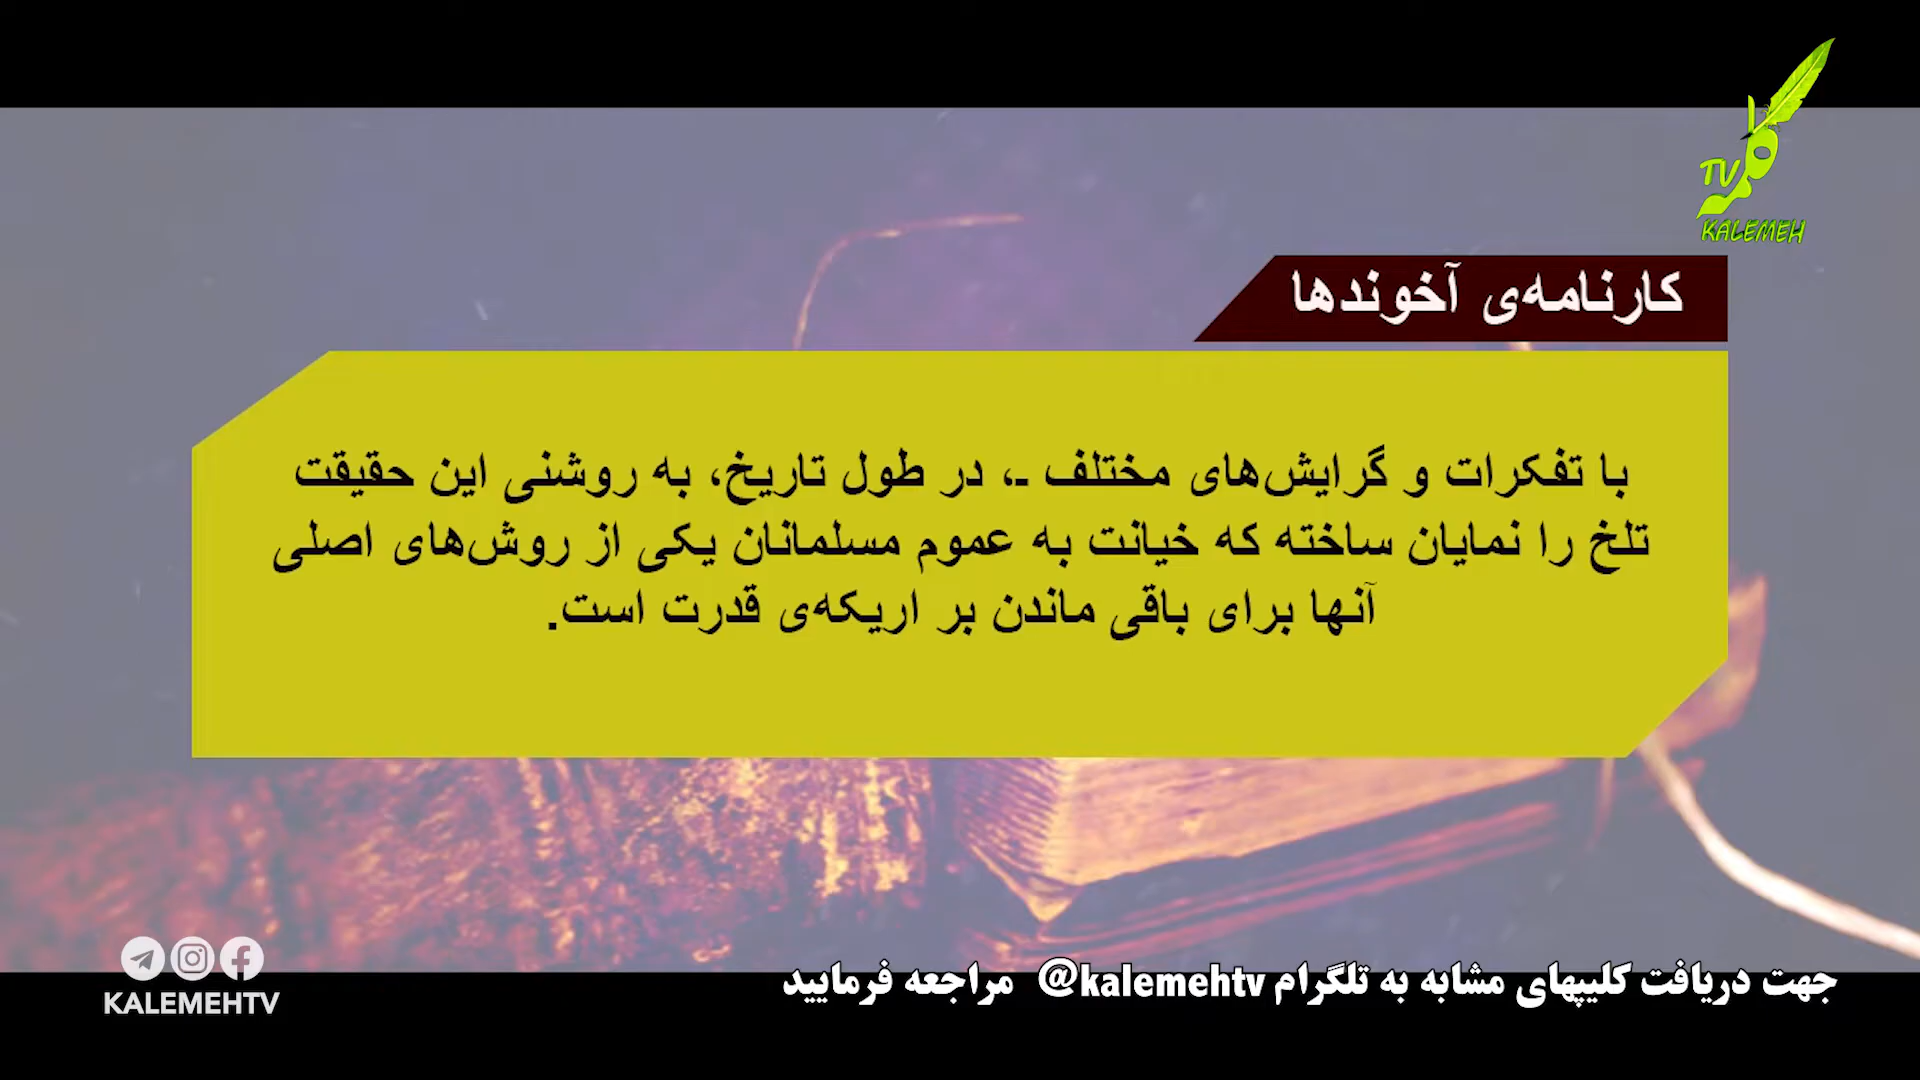 TV
KALEMEH
کارنامه‌ی آخوندها
با تفکرات و گرایش‌های مختلف -، در طول تاریخ، به روشنی این حقیقت
تلخ را نمایان ساخته که خیانت به عموم مسلمانان یکی از روش‌های اصلی
آنها برای باقی ماندن بر اریکه‌ی قدرت است.
جهت دریافت کلیپهای مشابه به تلگرام @kalemehtv مراجعه فرمایید
KALEMEHTV